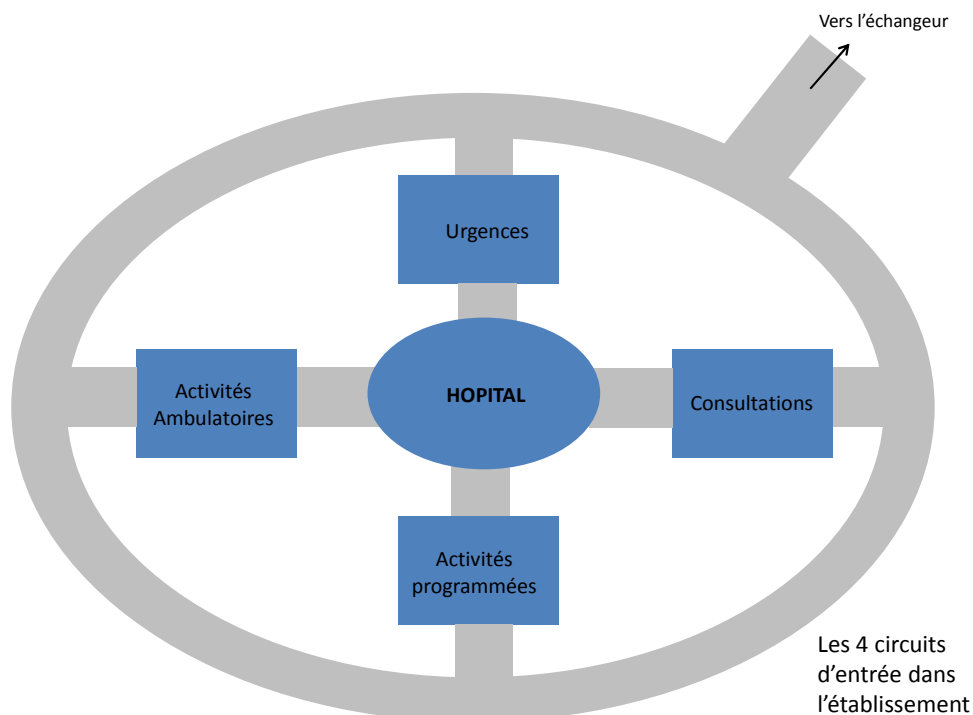 Vers l’échangeur
Urgences
Activités
Ambulatoires
HOPITAL
Consultations
Activités
programmées
Les 4 circuits
d’entrée dans
l’établissement